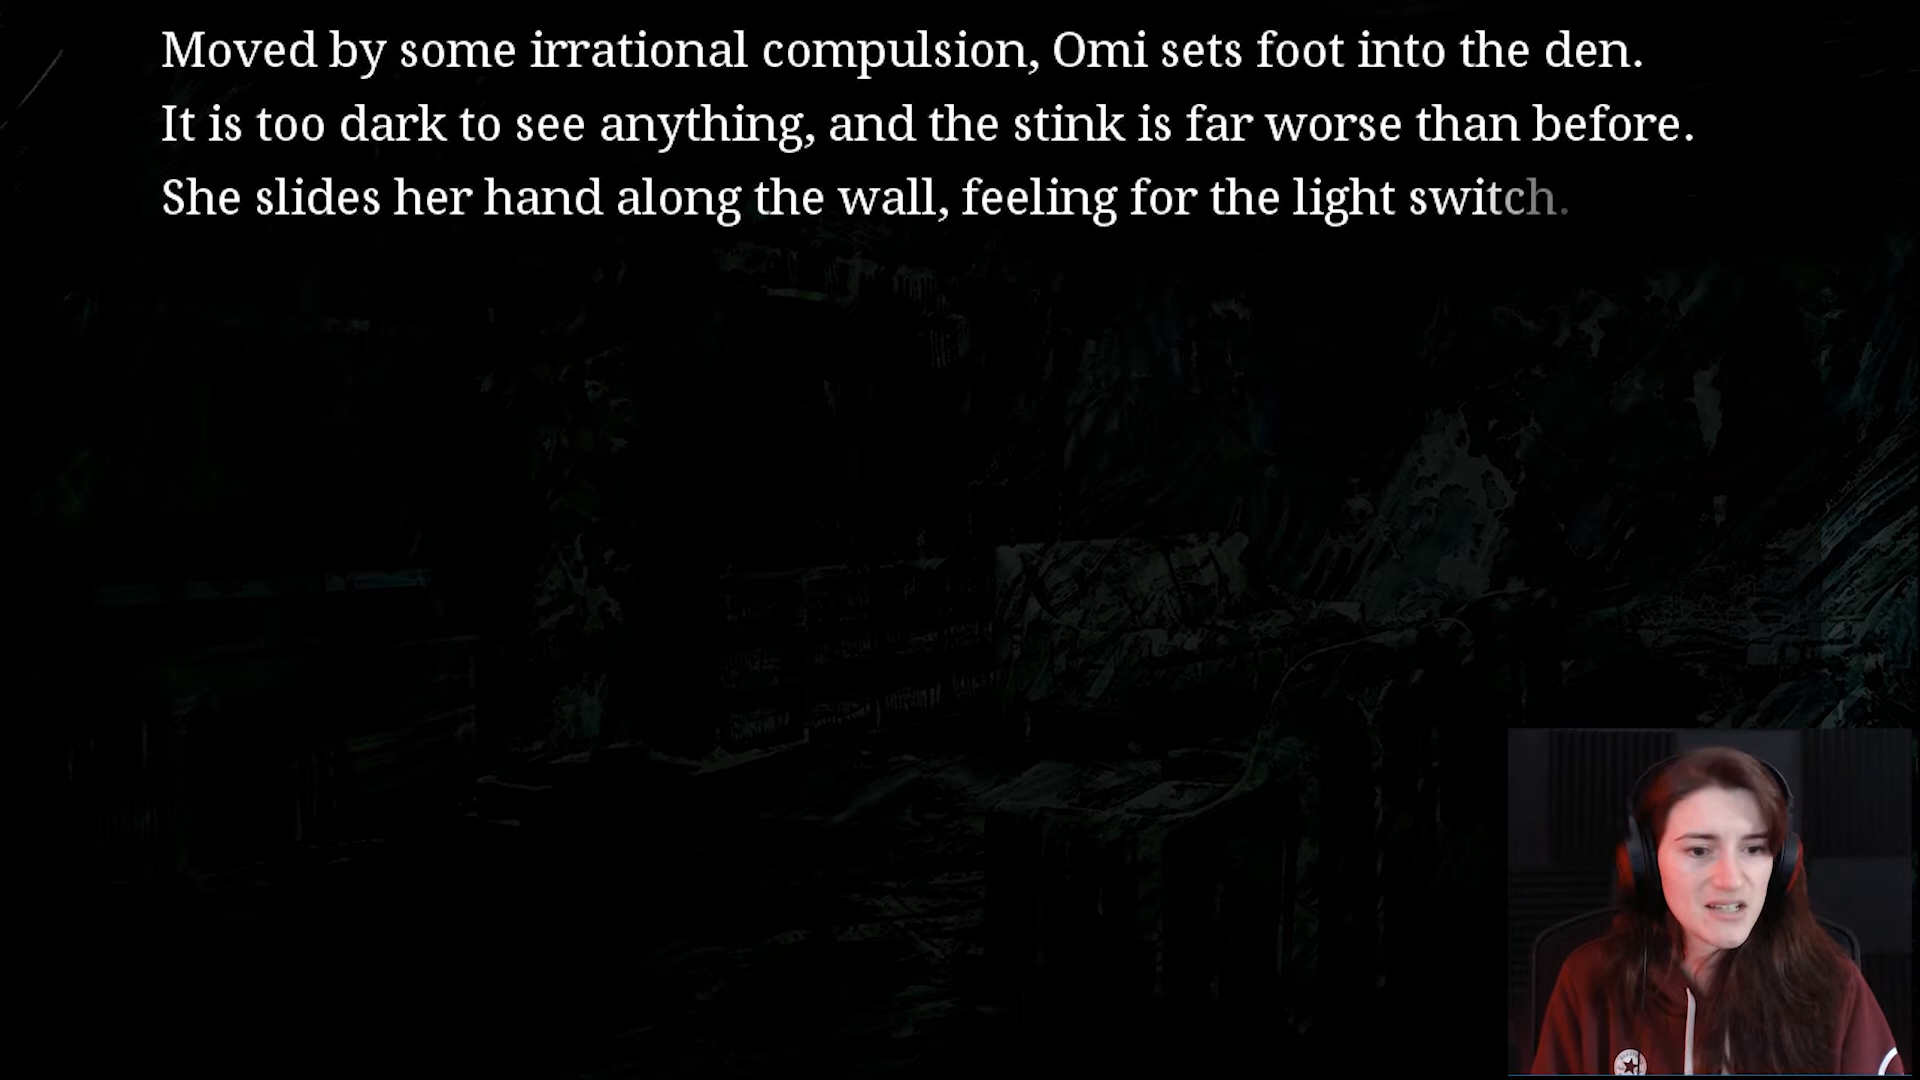 Moved by some irrational compulsion, Omi sets foot into the den.
It is too dark to see anything, and the stink is far worse than before.
She slides her hand along the wall, feeling for the light switch.